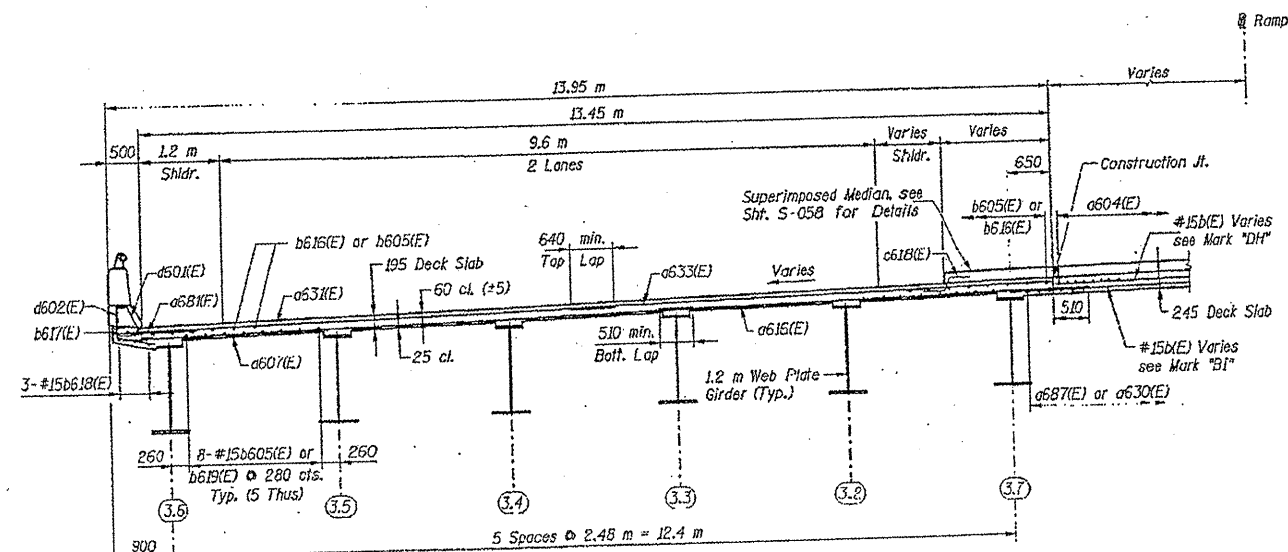 Ramp
13.95 m
Varies
13.45 m
500
1.2 m
Shldr.
9.6 m
2 Lanes
Varies
Shldr.
Varies
650
Construction Jt.
Superimposed Median, see
Sht. S-058 for Details
b605(E) or
b616(E)
a604(E)
#15b(E) Varies
see Mark "DH"
b616(E) or b605(E)
640 min.
Top Lap
c618(E)
d501(E)
195 Deck Slab
a633(E)
Varies
d602(E)
a681(E)
a631(E)
60 cl. (±5)
b617(E)
a607(E)
25 cl.
510 min.
Bott. Lap
a616(E)
510
245 Deck Slab
#15b(E) Varies
see Mark "BI"
3-#15b618(E)
1.2 m Web Plate
Girder (Typ.)
a687(E) or a630(E)
260
8-#15b605(E) or
b619(E) @ 280 cts.
Typ. (5 Thus)
260
3.6
3.5
3.4
3.3
3.2
3.7
900
5 Spaces @ 2.48 m = 12.4 m